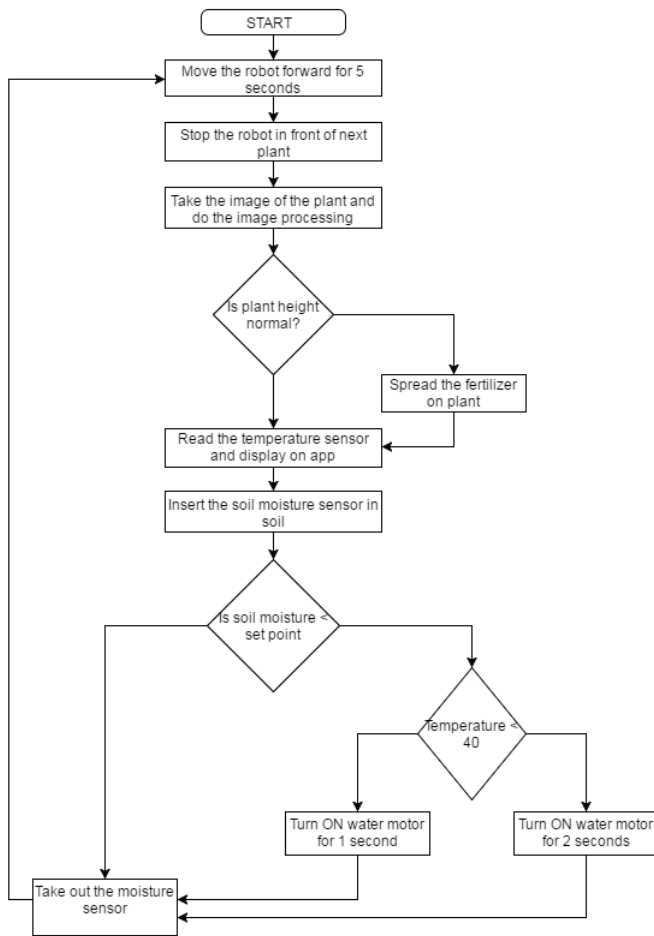 START
Move the robot forward for 5
seconds
Stop the robot in front of next
plant
Take the image of the plant and
do the image processing
Is plant height
normal?
Spread the fertilizer
on plant
Read the temperature sensor
and display on app
Insert the soil moisture sensor in
soil
Is soil moisture <
set point
Temperature <
40
Turn ON water motor
for 1 second
Turn ON water motor
for 2 seconds
Take out the moisture
sensor